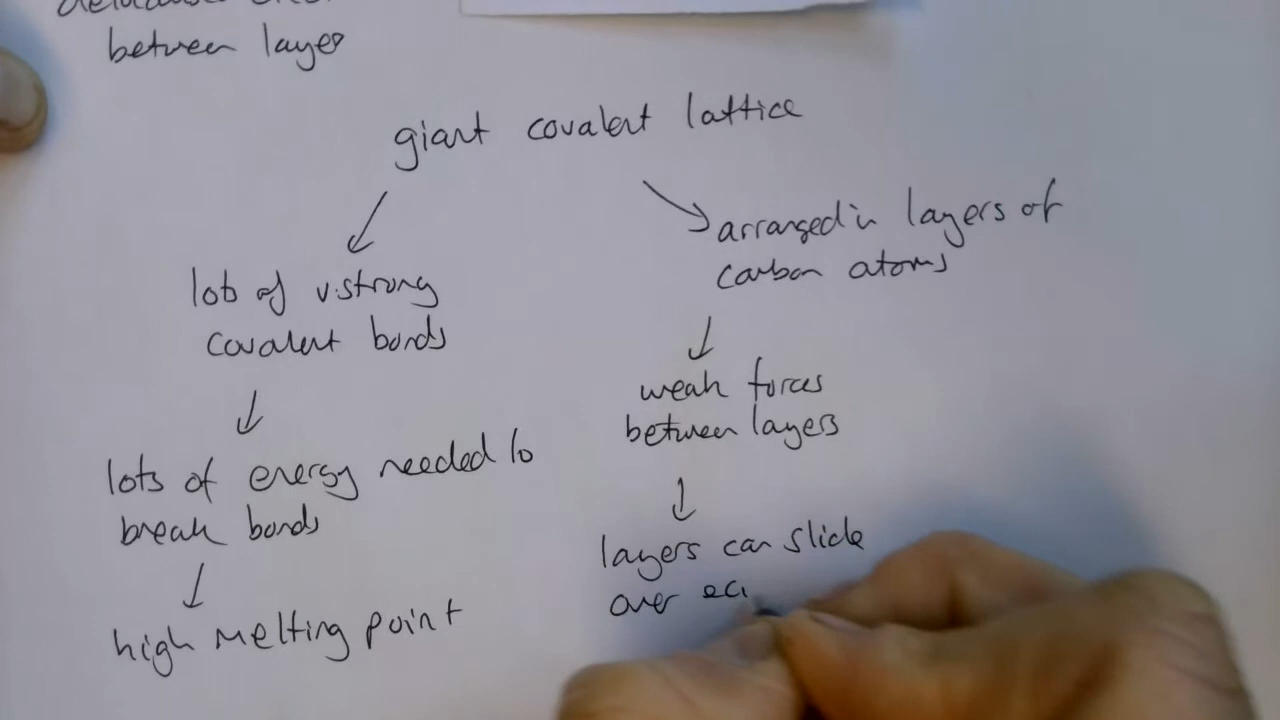 between layer
giant covalent lattice
lots of v.strong
covalent bonds
lots of energy needed to
break bonds
high melting point
arranged in layers of
carbon atoms
weak forces
between layers
layers can slide
over